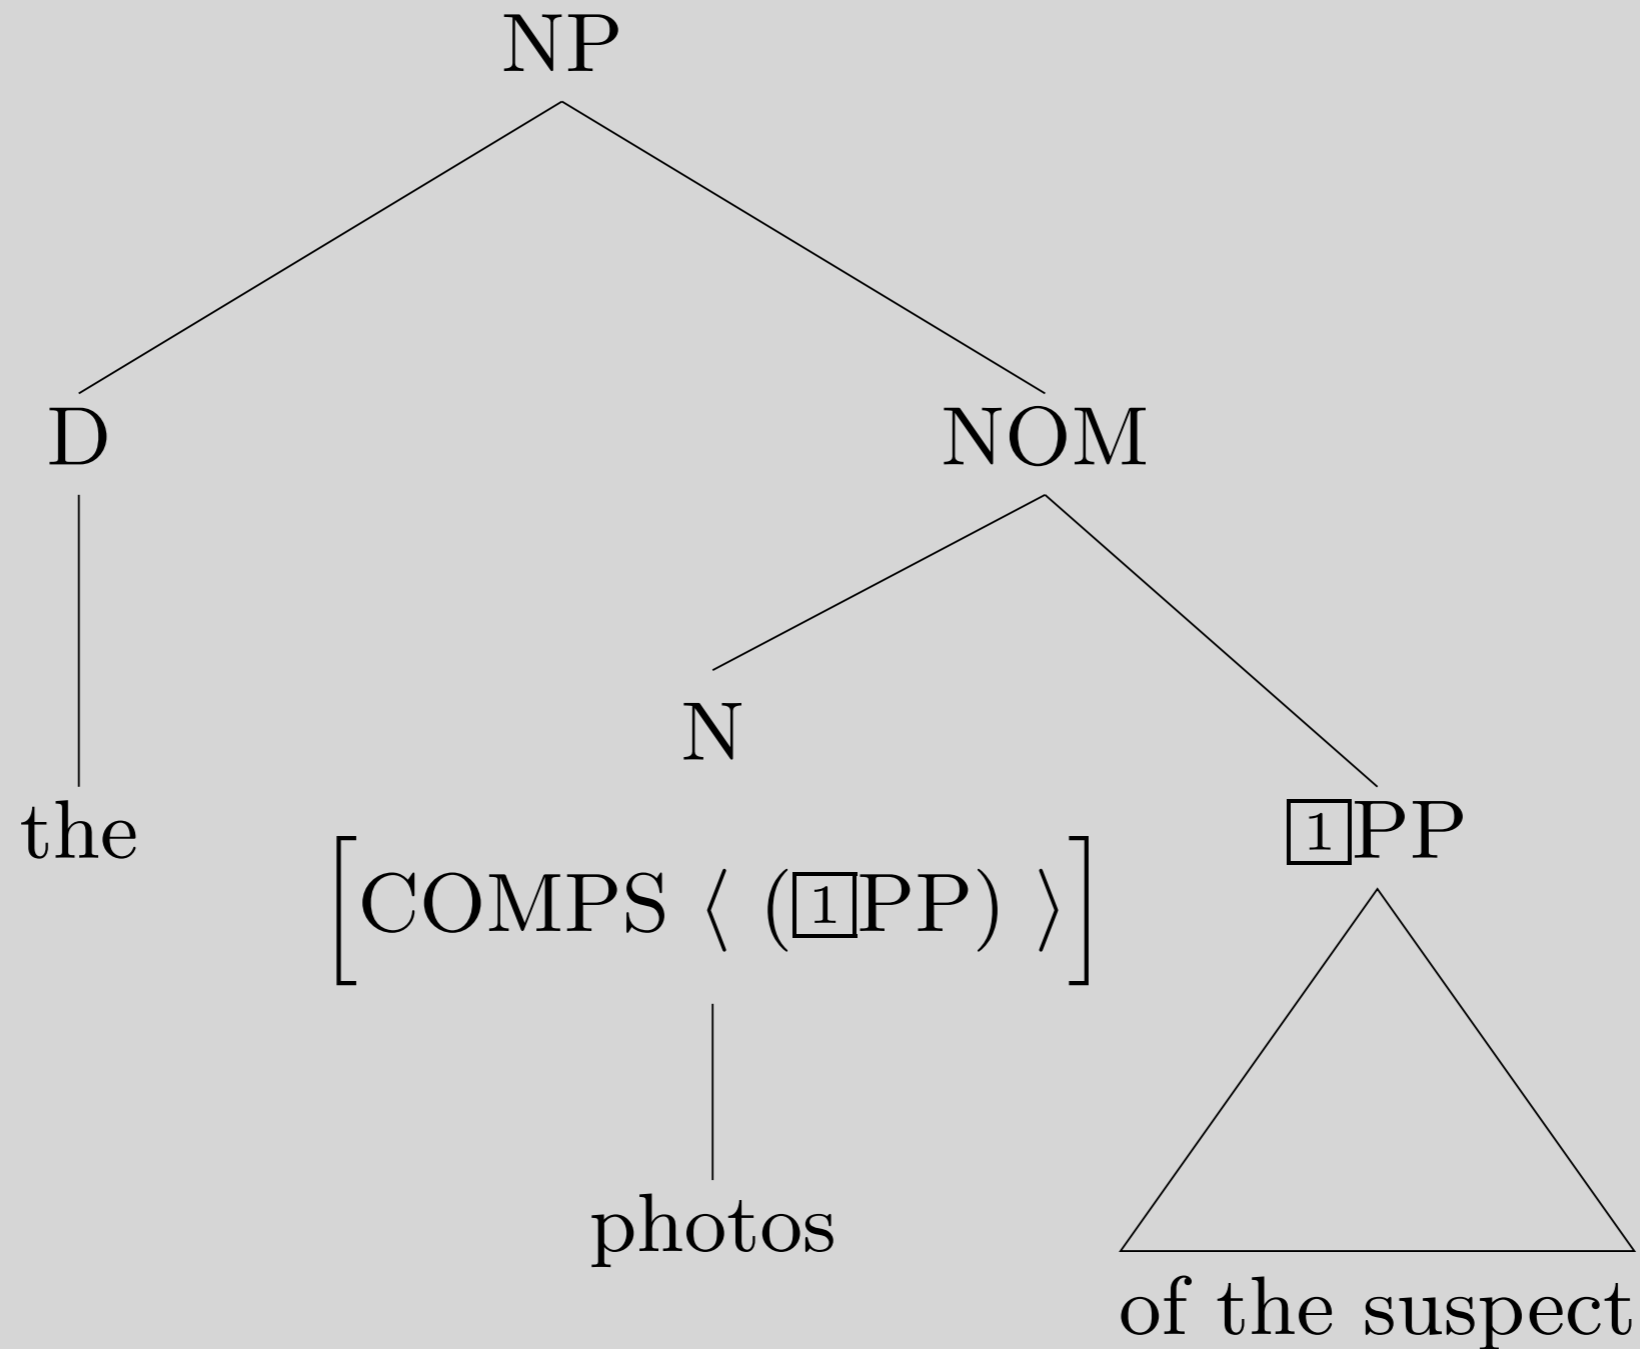 NP
D NOM
N
the 1PP
[COMPS ⟨ (1PP) ⟩]
photos
of the suspect